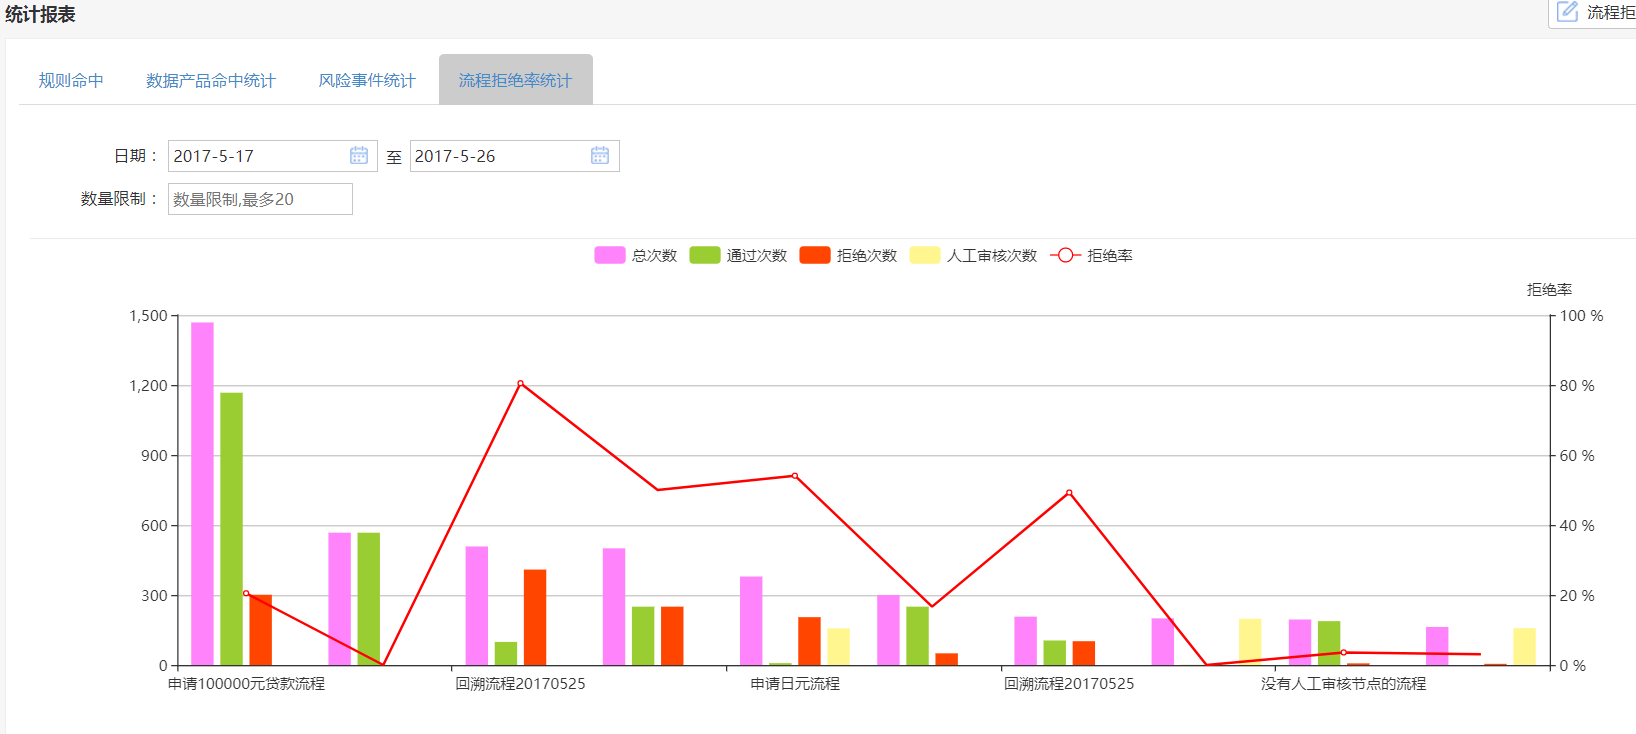 统计报表
流程拒
规则命中 数据产品命中统计 风险事件统计 流程拒绝率统计
日期： 2017-5-17 至 2017-5-26
数量限制： 数量限制,最多20
总次数 通过次数 拒绝次数 人工审核次数 拒绝率
拒绝率
1,500 100 %
1,200 80 %
900 60 %
600 40 %
300 20 %
0 0 %
申请100000元贷款流程 回溯流程20170525 申请日元流程 回溯流程20170525 没有人工审核节点的流程